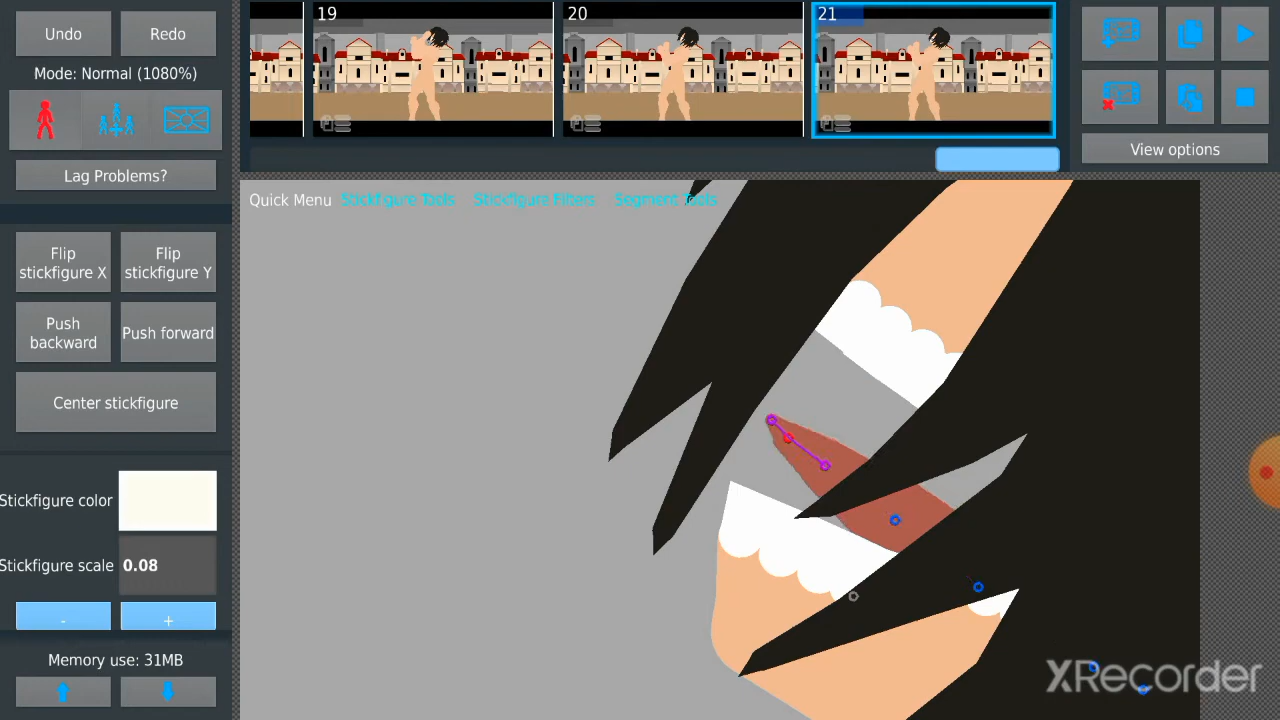 Undo
Redo
Mode: Normal (1080%)
Lag Problems?
19
20
21
View options
Quick Menu
Stickfigure Tools
Stickfigure Filters
Segment Tools
Flip stickfigure X
Flip stickfigure Y
Push backward
Push forward
Center stickfigure
Stickfigure color
Stickfigure scale
0.08
-
+
Memory use: 31MB
XRecorder